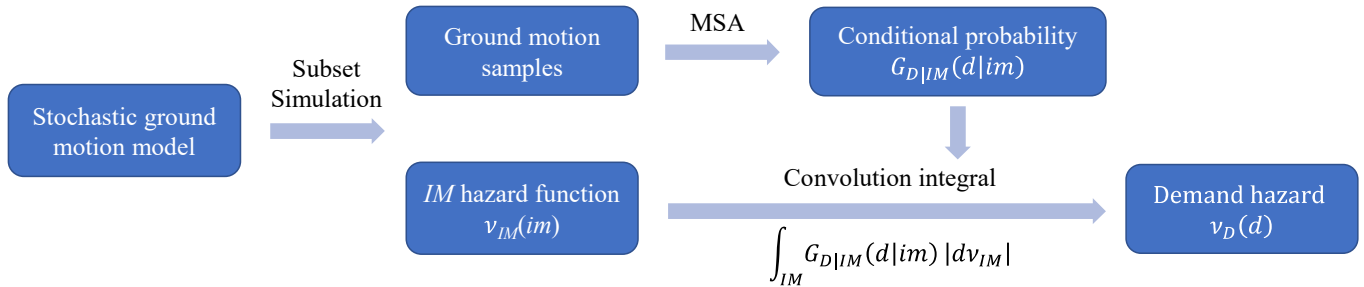 Stochastic ground
motion model
Subset
Simulation
Ground motion
samples
MSA
Conditional probability
G_{D|IM}(d|im)
IM hazard function
ν_{IM}(im)
Convolution integral
∫_{IM} G_{D|IM}(d|im) |dν_{IM}|
Demand hazard
ν_D(d)